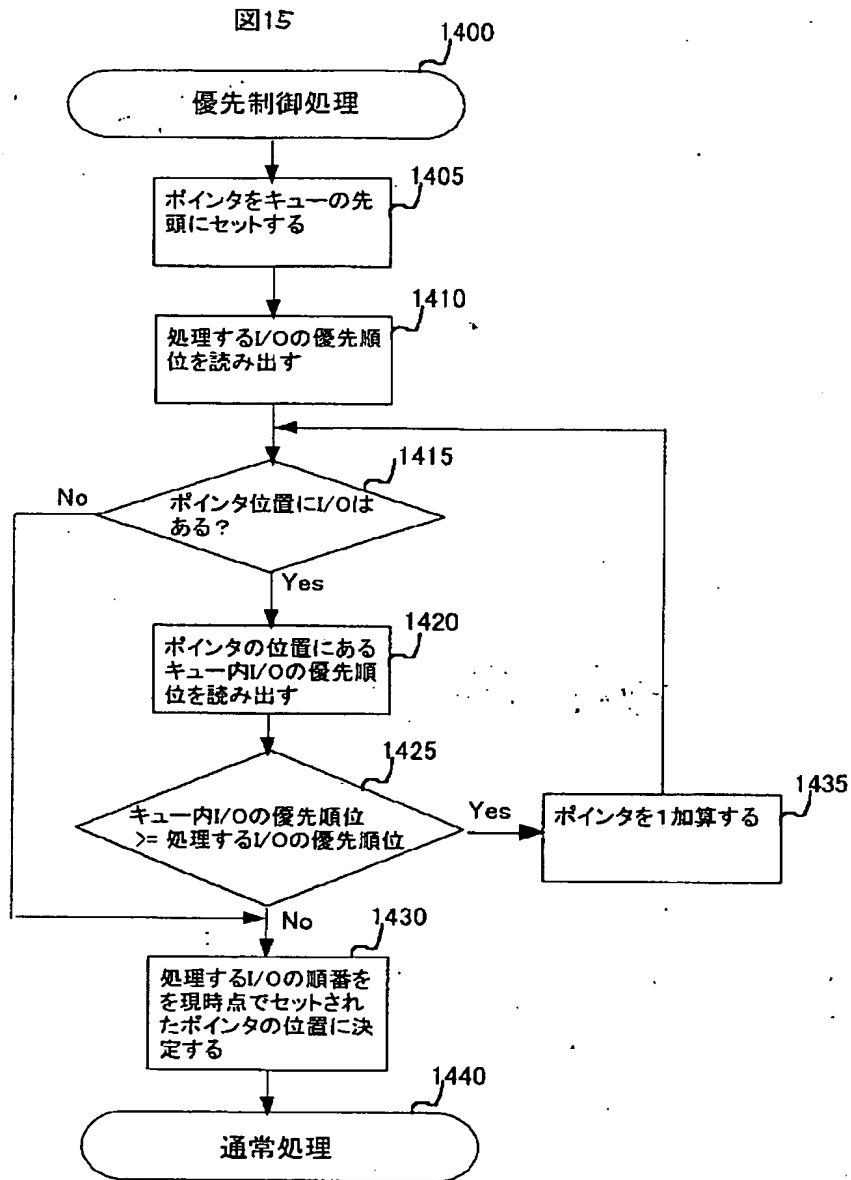 図15
1400
優先制御処理
1405
ポインタをキューの先
頭にセットする
1410
処理するI/Oの優先順
位を読み出す
1415
No
ポインタ位置にI/Oは
ある?
Yes
1420
ポインタの位置にある
キュー内I/Oの優先順
位を読み出す
1425
キュー内I/Oの優先順位
>= 処理するI/Oの優先順位
Yes
1435
ポインタを1加算する
No
1430
処理するI/Oの順番を
を現時点でセットされ
たポインタの位置に決
定する
1440
通常処理